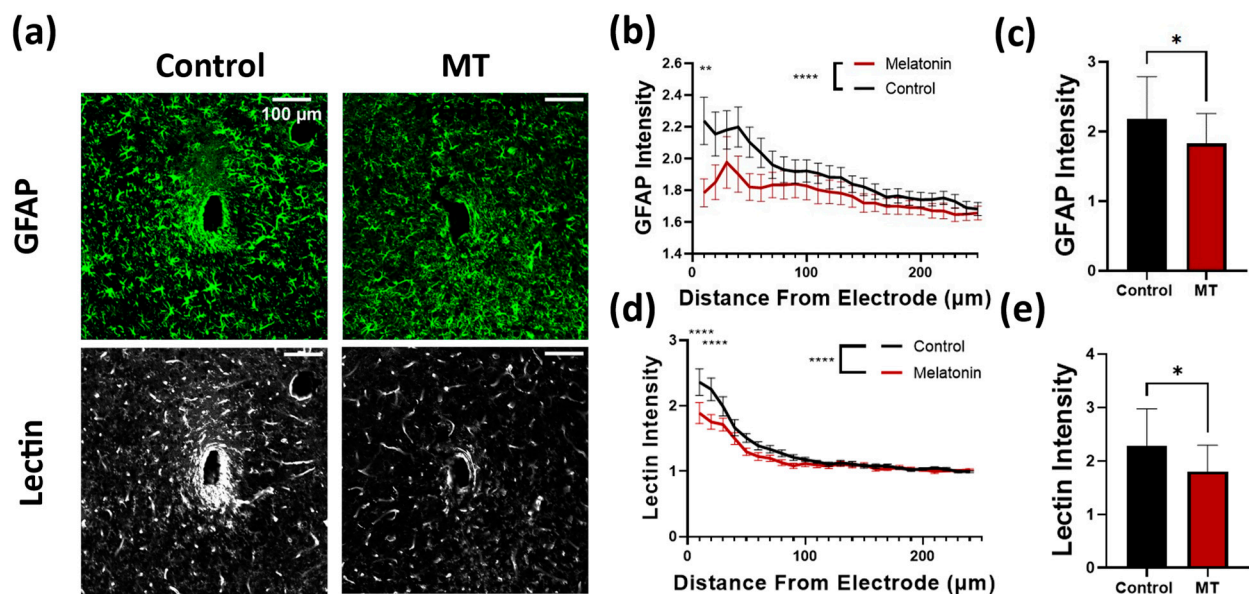 (a)
Control
MT
100 µm
GFAP
Lectin
(b)
**
****
Melatonin
Control
GFAP Intensity
2.6
2.4
2.2
2.0
1.8
1.6
1.4
0
100
200
Distance From Electrode (µm)
(c)
*
GFAP Intensity
3
2
1
0
Control
MT
(d)
****
****
****
Control
Melatonin
Lectin Intensity
3
2
1
0
0
100
200
Distance From Electrode (µm)
(e)
*
Lectin Intensity
4
3
2
1
0
Control
MT